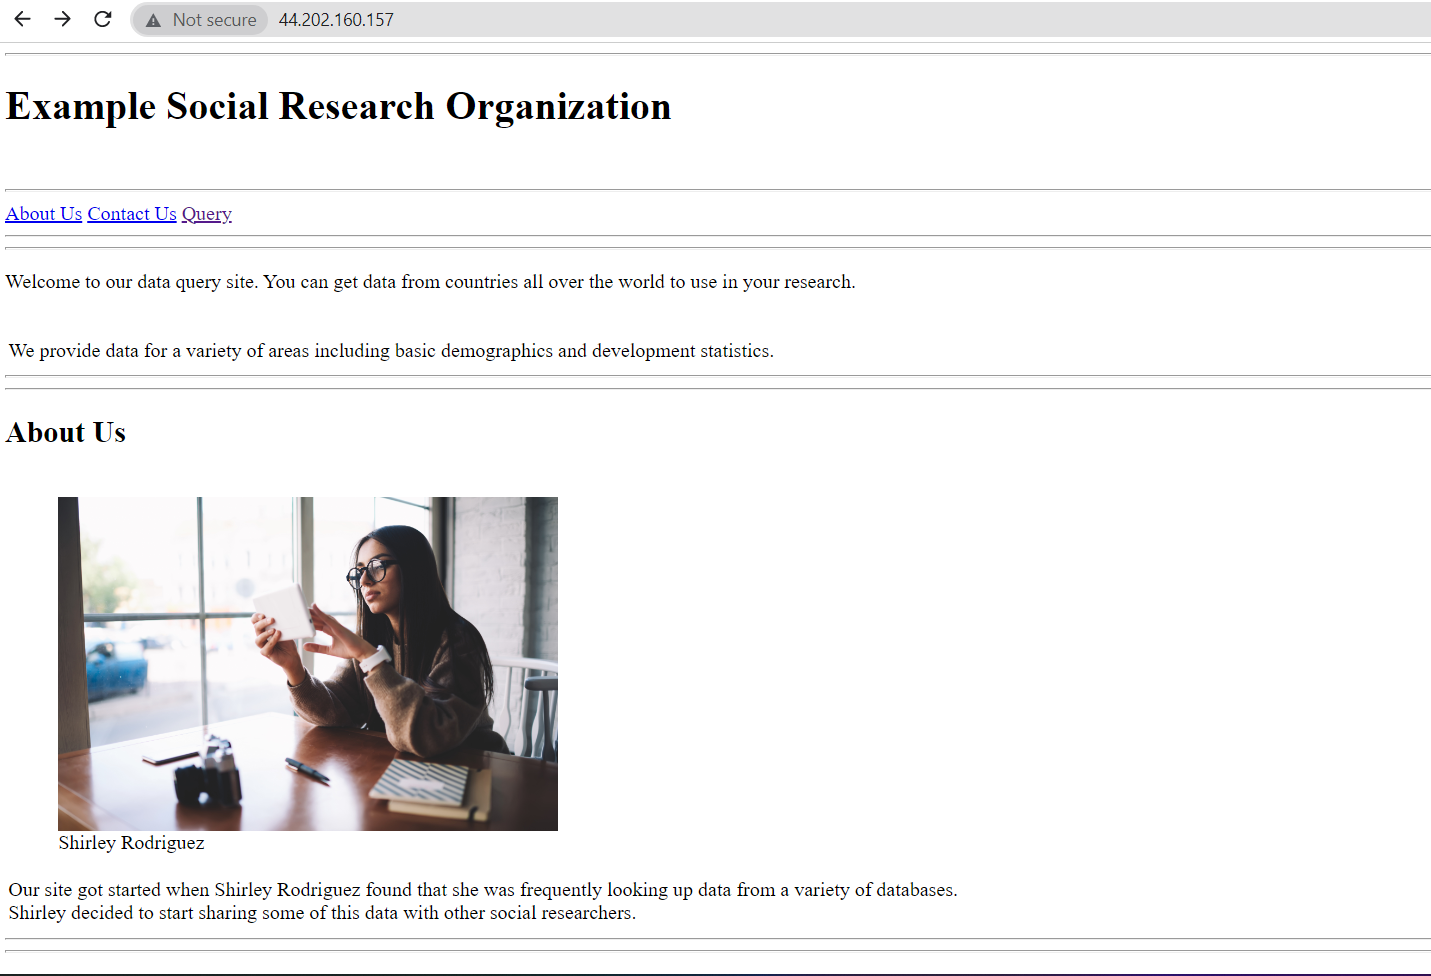 Not secure 44.202.160.157
Example Social Research Organization
About Us Contact Us Query
Welcome to our data query site. You can get data from countries all over the world to use in your research.
We provide data for a variety of areas including basic demographics and development statistics.
About Us
Shirley Rodriguez
Our site got started when Shirley Rodriguez found that she was frequently looking up data from a variety of databases.
Shirley decided to start sharing some of this data with other social researchers.